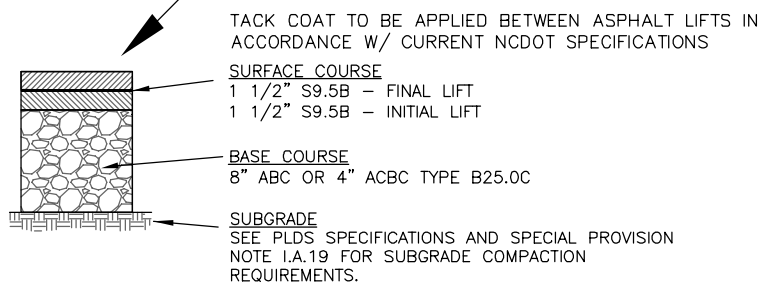 TACK COAT TO BE APPLIED BETWEEN ASPHALT LIFTS IN
ACCORDANCE W/ CURRENT NCDOT SPECIFICATIONS
SURFACE COURSE
1 1/2" S9.5B – FINAL LIFT
1 1/2" S9.5B – INITIAL LIFT
BASE COURSE
8" ABC OR 4" ACBC TYPE B25.0C
SUBGRADE
SEE PLDS SPECIFICATIONS AND SPECIAL PROVISION
NOTE I.A.19 FOR SUBGRADE COMPACTION
REQUIREMENTS.